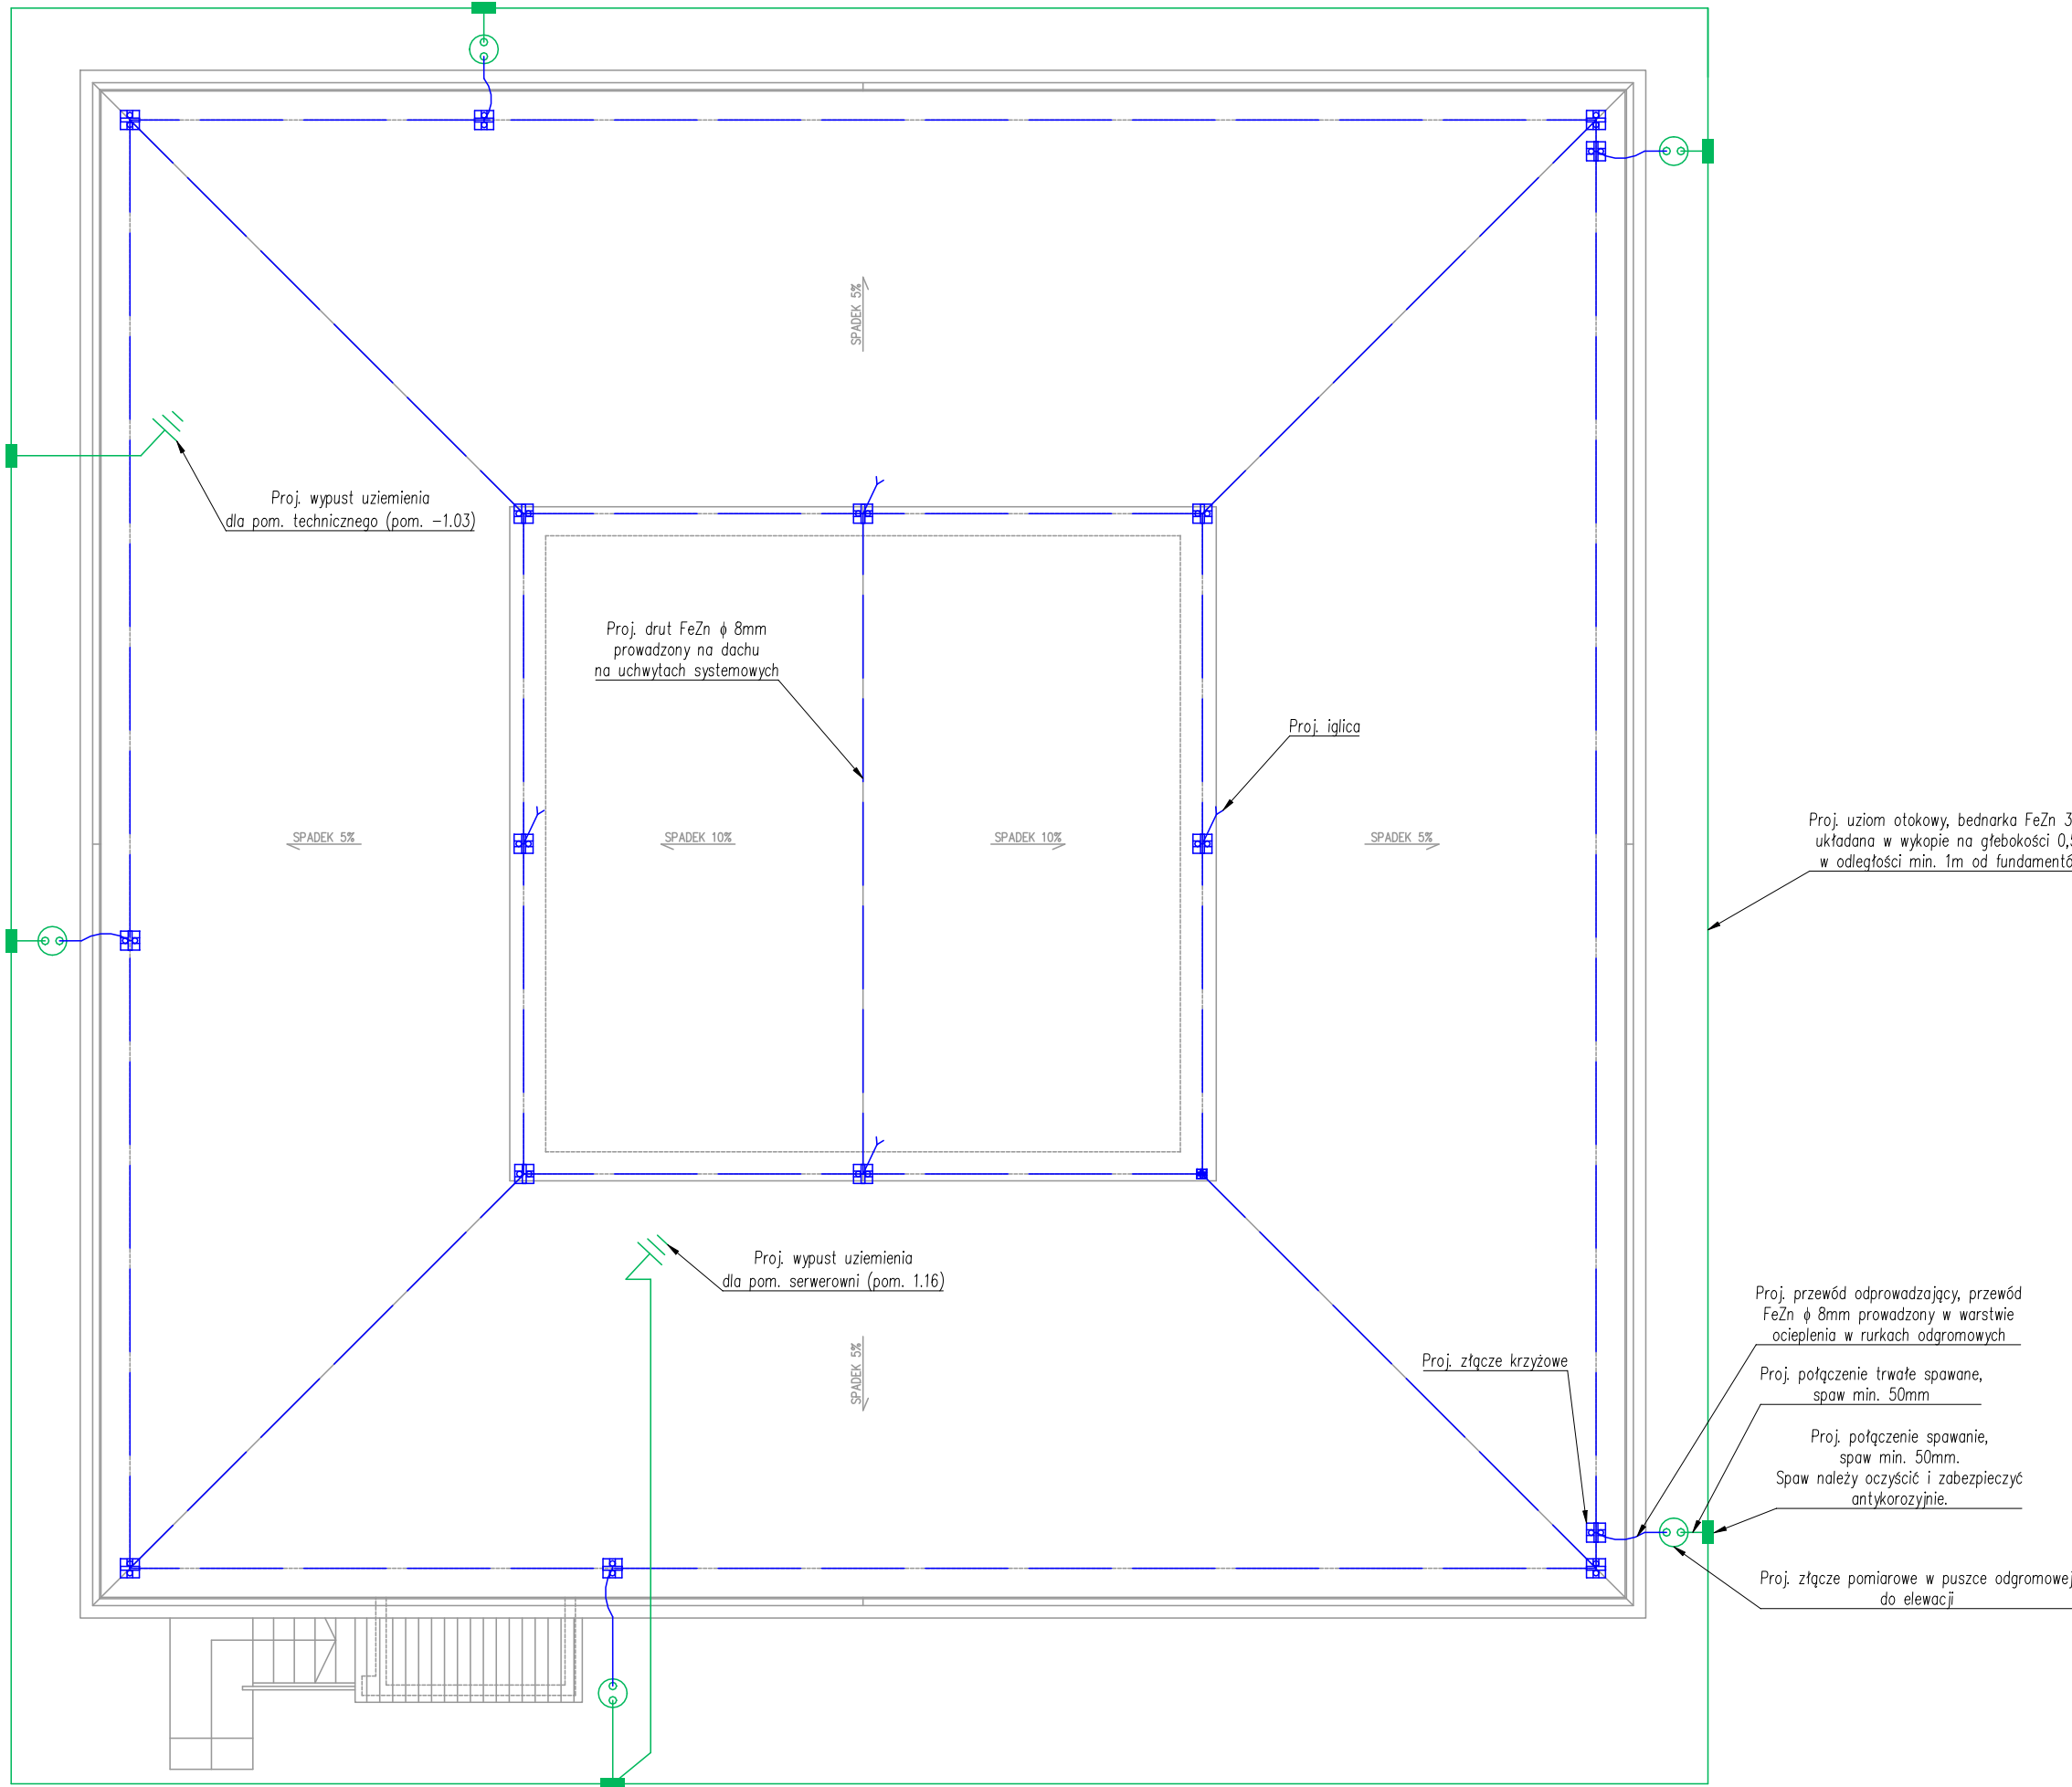 SPADEK 5%
Proj. wypust uziemienia
dla pom. technicznego (pom. -1.03)
Proj. drut FeZn ϕ 8mm
prowadzony na dachu
na uchwytach systemowych
Proj. iglica
SPADEK 5%
SPADEK 10%
SPADEK 10%
SPADEK 5%
Proj. uziom otokowy, bednarka FeZn
układana w wykopie na głębokości
w odległości min. 1m od
Proj. wypust uziemienia
dla pom. serwerowni (pom. 1.16)
SPADEK 5%
Proj. przewód odprowadzający, przewód
FeZn ϕ 8mm prowadzony w warstwie
ocieplenia w rurkach odgromowych
Proj. złącze krzyżowe
Proj. połączenie trwałe spawane,
spaw min. 50mm
Proj. połączenie spawanie,
spaw min. 50mm.
Spaw należy oczyścić i zabezpieczyć
antykorozyjnie.
Proj. złącze pomiarowe w puszce odgromowej
do elewacji